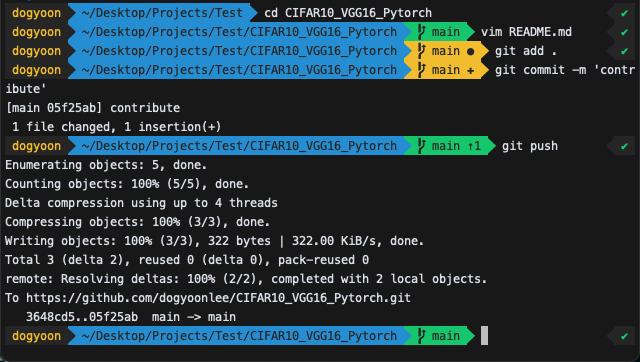 dogyoon ~/Desktop/Projects/Test cd CIFAR10_VGG16_Pytorch ✔
dogyoon ~/Desktop/Projects/Test/CIFAR10_VGG16_Pytorch main vim README.md ✔
dogyoon ~/Desktop/Projects/Test/CIFAR10_VGG16_Pytorch main ● git add . ✔
dogyoon ~/Desktop/Projects/Test/CIFAR10_VGG16_Pytorch main ✚ git commit -m 'contr
ibute'
[main 05f25ab] contribute
1 file changed, 1 insertion(+)
dogyoon ~/Desktop/Projects/Test/CIFAR10_VGG16_Pytorch main ↑1 git push ✔
Enumerating objects: 5, done.
Counting objects: 100% (5/5), done.
Delta compression using up to 4 threads
Compressing objects: 100% (3/3), done.
Writing objects: 100% (3/3), 322 bytes | 322.00 KiB/s, done.
Total 3 (delta 2), reused 0 (delta 0), pack-reused 0
remote: Resolving deltas: 100% (2/2), completed with 2 local objects.
To https://github.com/dogyoonlee/CIFAR10_VGG16_Pytorch.git
3648cd5..05f25ab main -> main
dogyoon ~/Desktop/Projects/Test/CIFAR10_VGG16_Pytorch main ✔